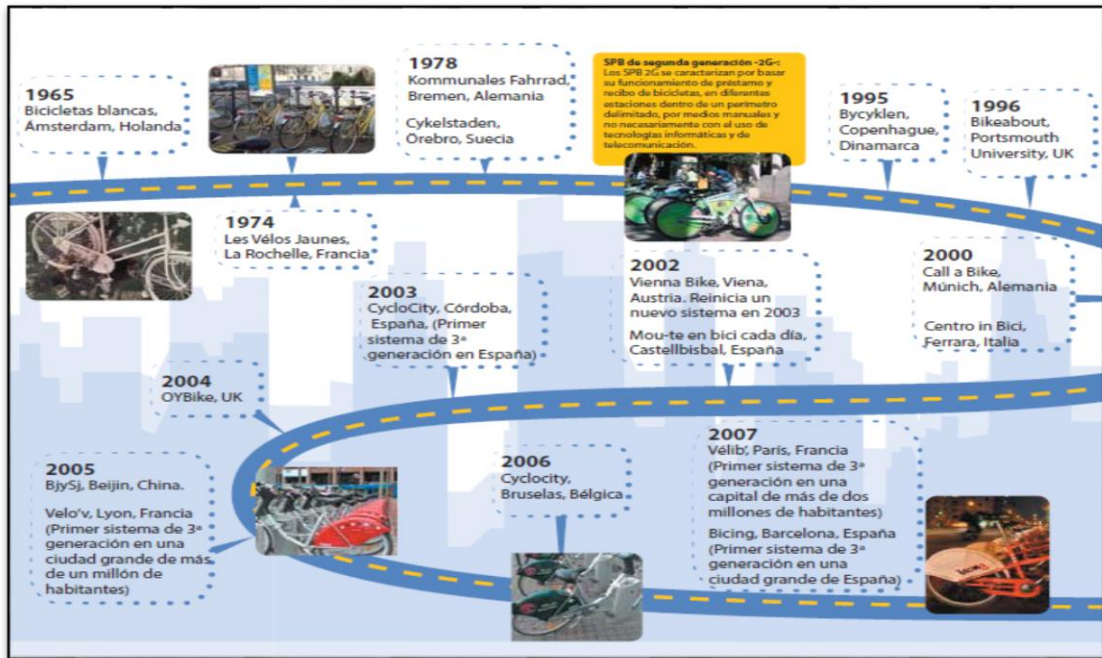 1965
Bicicletas blancas,
Ámsterdam, Holanda
1974
Les Vélos Jaunes,
La Rochelle, Francia
1978
Kommunales Fahrrad,
Bremen, Alemania
Cykelstaden,
Örebro, Suecia
SPB de segunda generación -2G-:
Los SPB 2G se caracterizan por basar
su funcionamiento de préstamo y
recibo de bicicletas, en diferentes
estaciones dentro de un perímetro
delimitado, por medios manuales y
no necesariamente con el uso de
tecnologías informáticas y de
telecomunicación.
1995
Bycyklen,
Copenhague,
Dinamarca
1996
Bikeabout,
Portsmouth
University, UK
2000
Call a Bike,
Múnich, Alemania
Centro in Bici,
Ferrara, Italia
2002
Vienna Bike, Viena,
Austria. Reinicia un
nuevo sistema en 2003
Mou-te en bici cada día,
Castellbisbal, España
2003
CycloCity, Córdoba,
España, (Primer
sistema de 3ª
generación en España)
2004
OYBike, UK
2005
BjySj, Beijin, China.
Velo'v, Lyon, Francia
(Primer sistema de 3ª
generación en una
ciudad grande de más
de un millón de
habitantes)
2006
Cyclocity,
Bruselas, Bélgica
2007
Vélib', París, Francia
(Primer sistema de 3ª
generación en una
capital de más de dos
millones de habitantes)
Bicing, Barcelona, España
(Primer sistema de 3ª
generación en una
ciudad grande de España)